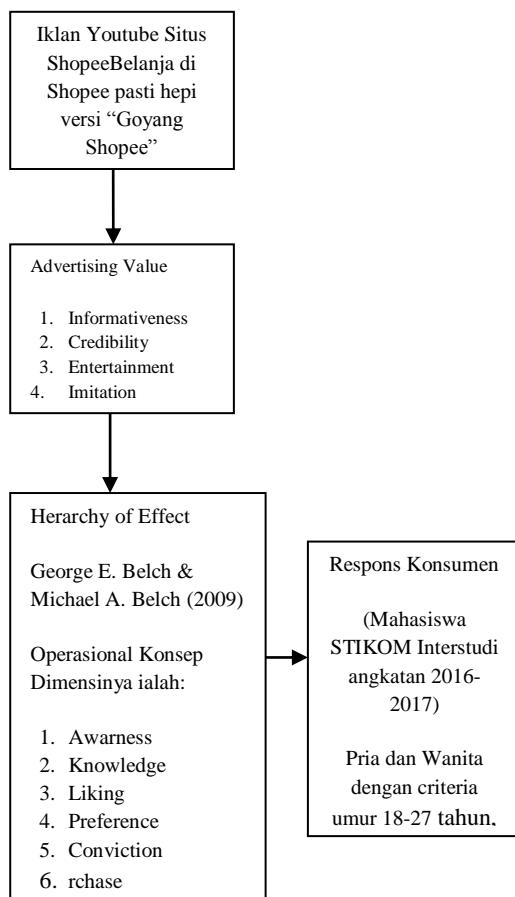 Iklan Youtube Situs
ShopeeBelanja di
Shopee pasti hepi
versi “Goyang
Shopee”
Advertising Value
1. Informativeness
2. Credibility
3. Entertainment
4. Imitation
Herarchy of Effect
George E. Belch &
Michael A. Belch (2009)
Operasional Konsep
Dimensinya ialah:
1. Awarness
2. Knowledge
3. Liking
4. Preference
5. Conviction
6. rchase
Respons Konsumen
(Mahasiswa
STIKOM Interstudi
angkatan 2016-
2017)
Pria dan Wanita
dengan criteria
umur 18-27 tahun,